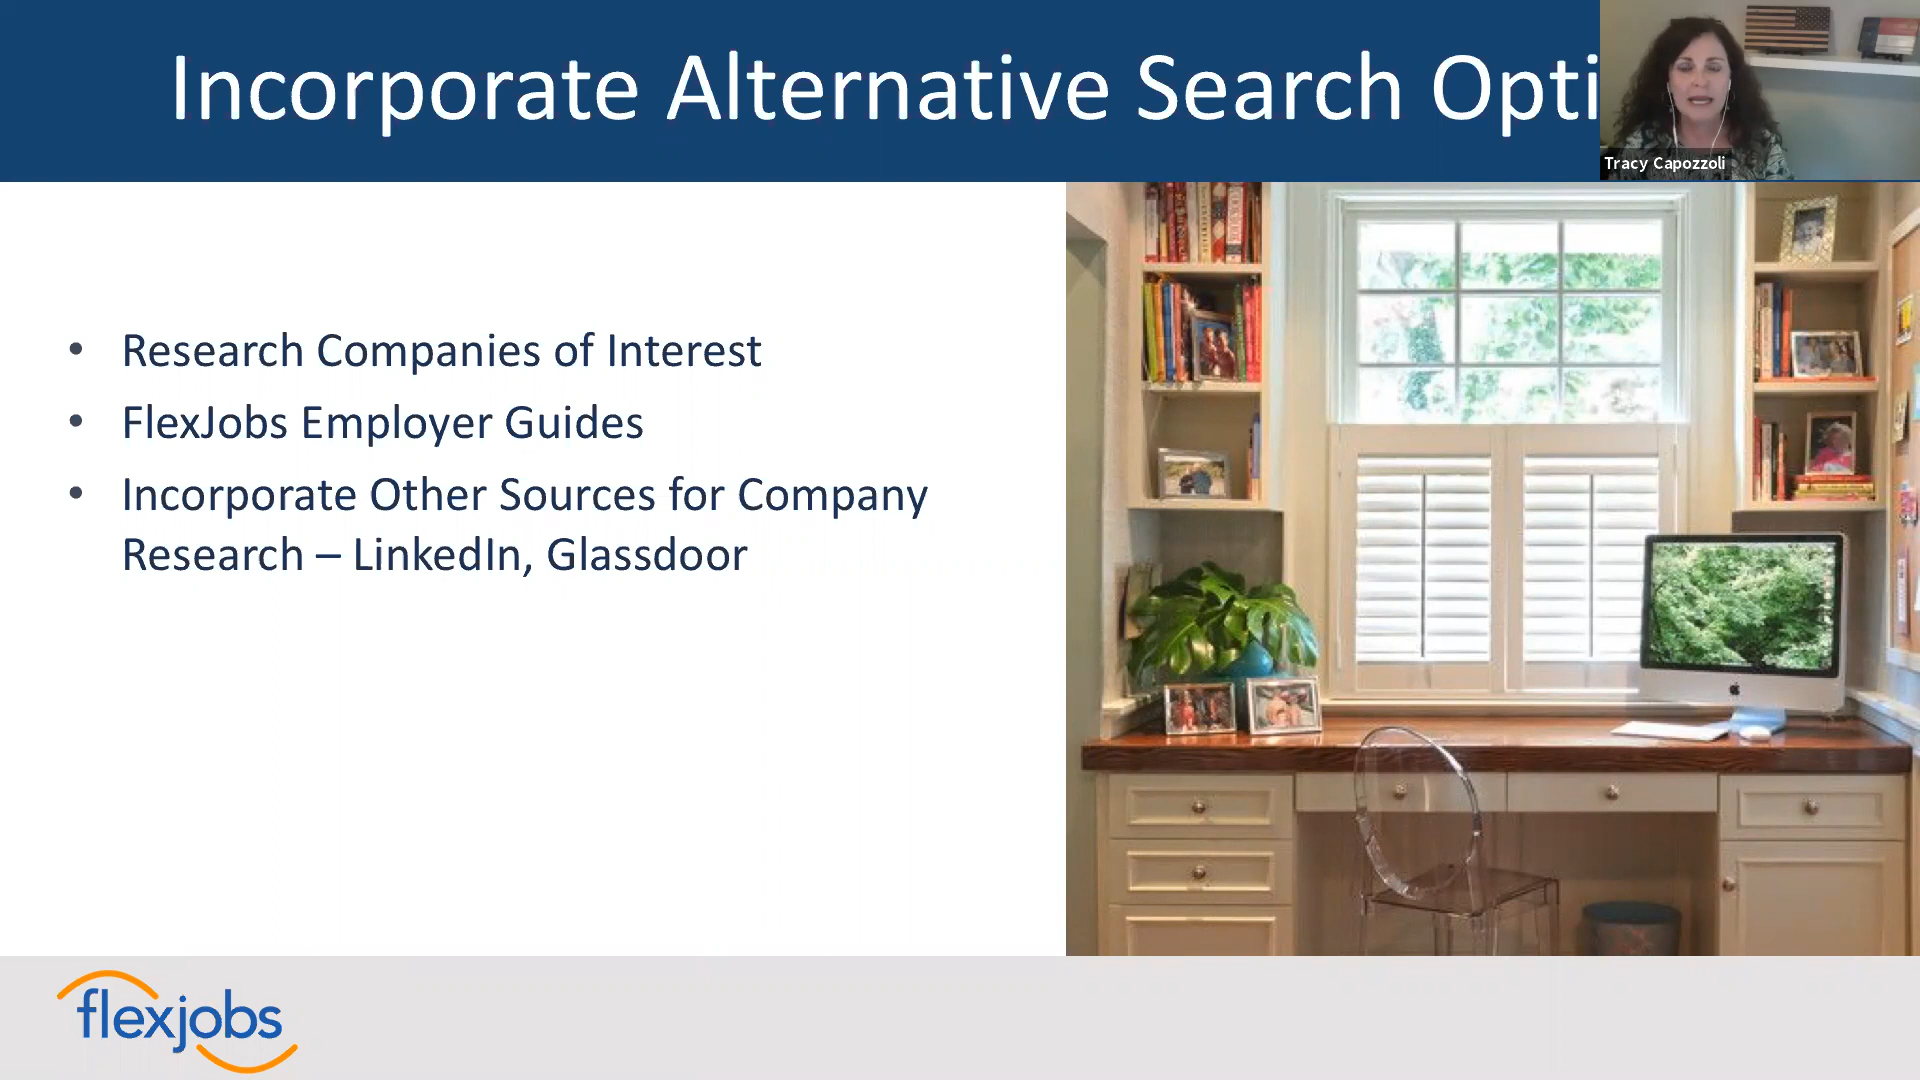 Incorporate Alternative Search Opti
Tracy Capozzoli
• Research Companies of Interest
• FlexJobs Employer Guides
• Incorporate Other Sources for Company
Research – LinkedIn, Glassdoor
flexjobs